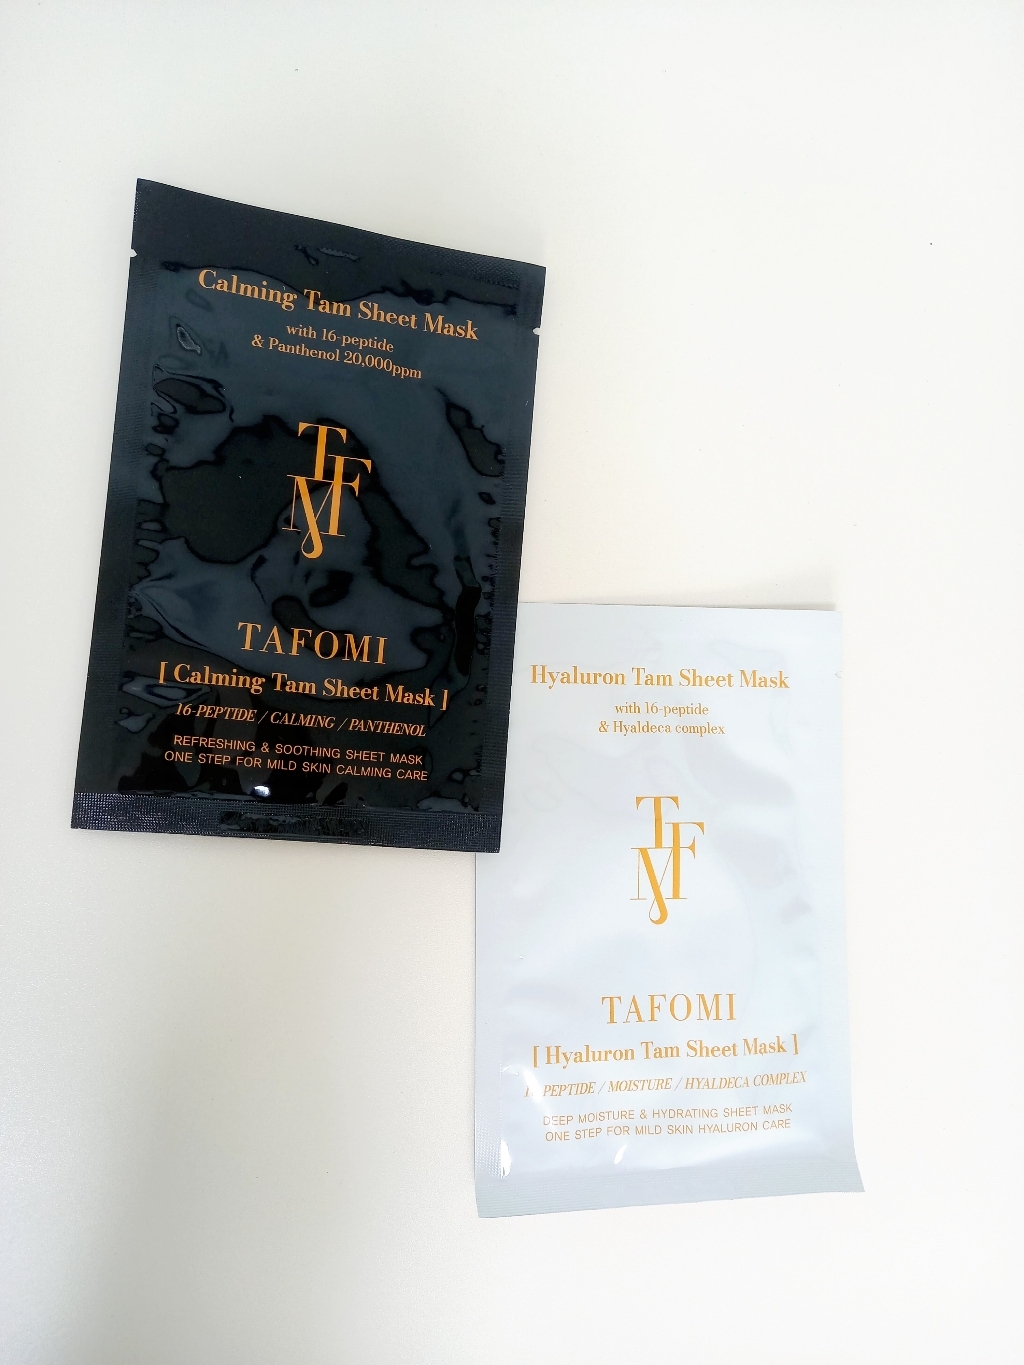 Calming Tam Sheet Mask
with 16-peptide
& Panthenol 20,000ppm
TFM
TAFOMI
[ Calming Tam Sheet Mask ]
16-PEPTIDE / CALMING / PANTHENOL
REFRESHING & SOOTHING SHEET MASK
ONE STEP FOR MILD SKIN CALMING CARE
Hyaluron Tam Sheet Mask
with 16-peptide
& Hyaldeca complex
TFM
TAFOMI
[ Hyaluron Tam Sheet Mask ]
PEPTIDE / MOISTURE / HYALDECA COMPLEX
DEEP MOISTURE & HYDRATING SHEET MASK
ONE STEP FOR MILD SKIN HYALURON CARE